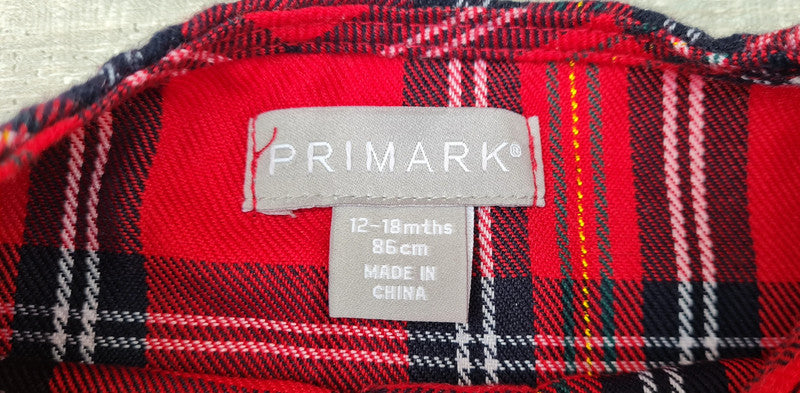 PRIMARK®
12-18mths
86cm
MADE IN
CHINA